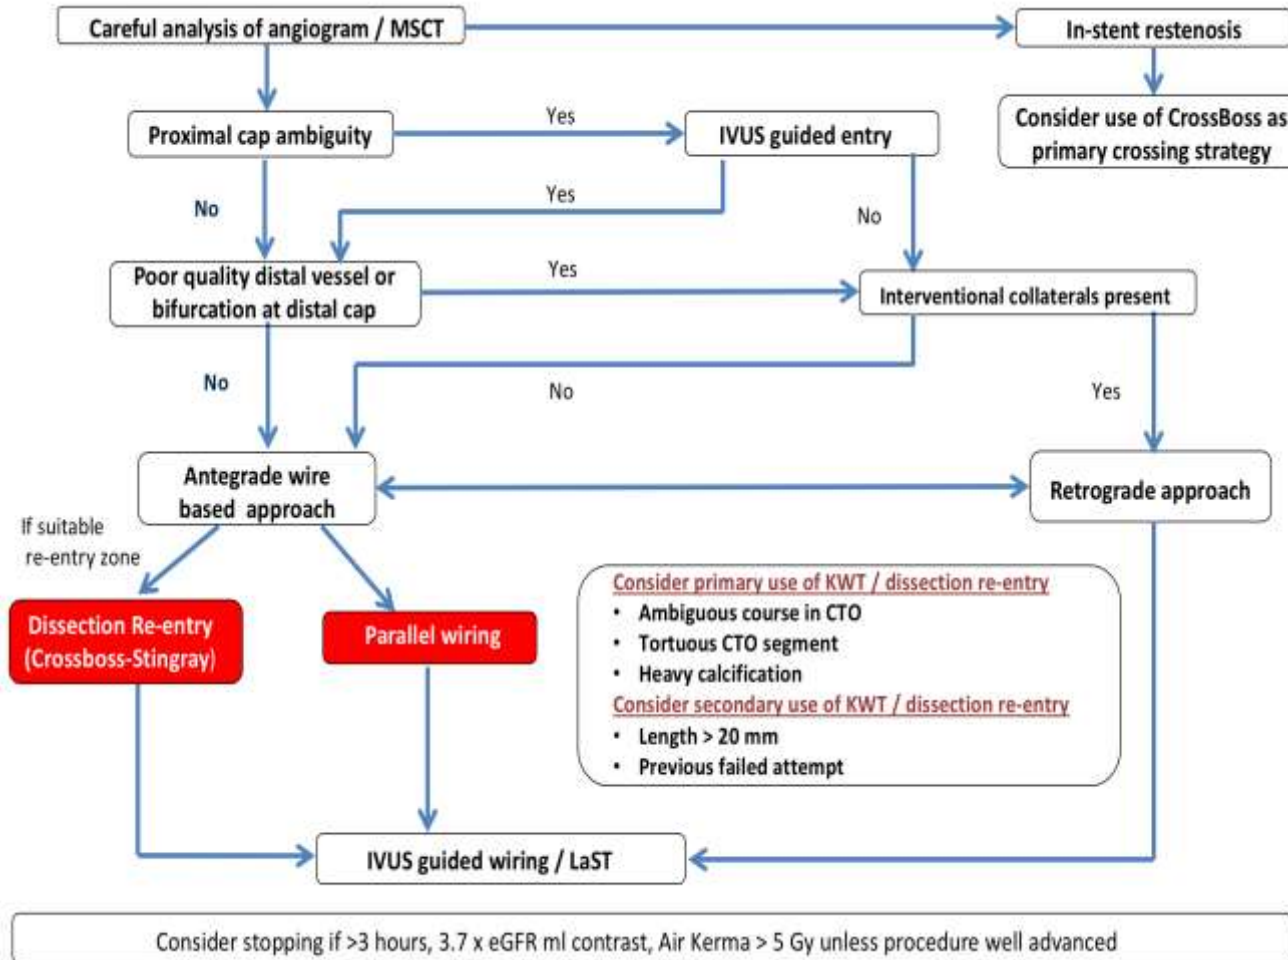 Careful analysis of angiogram / MSCT
In-stent restenosis
Proximal cap ambiguity
Yes
IVUS guided entry
Consider use of CrossBoss as
primary crossing strategy
No
Yes
No
Poor quality distal vessel or
bifurcation at distal cap
Yes
Interventional collaterals present
No
No
Yes
Antegrade wire
based approach
Retrograde approach
If suitable
re-entry zone
Dissection Re-entry
(Crossboss-Stingray)
Parallel wiring
Consider primary use of KWT / dissection re-entry
• Ambiguous course in CTO
• Tortuous CTO segment
• Heavy calcification
Consider secondary use of KWT / dissection re-entry
• Length > 20 mm
• Previous failed attempt
IVUS guided wiring / LaST
Consider stopping if >3 hours, 3.7 x eGFR ml contrast, Air Kerma > 5 Gy unless procedure well advanced